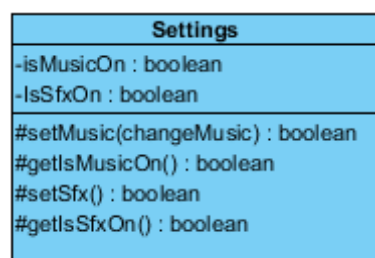 Settings
-isMusicOn : boolean
-IsSfxOn : boolean
#setMusic(changeMusic) : boolean
#getIsMusicOn() : boolean
#setSfx() : boolean
#getIsSfxOn() : boolean